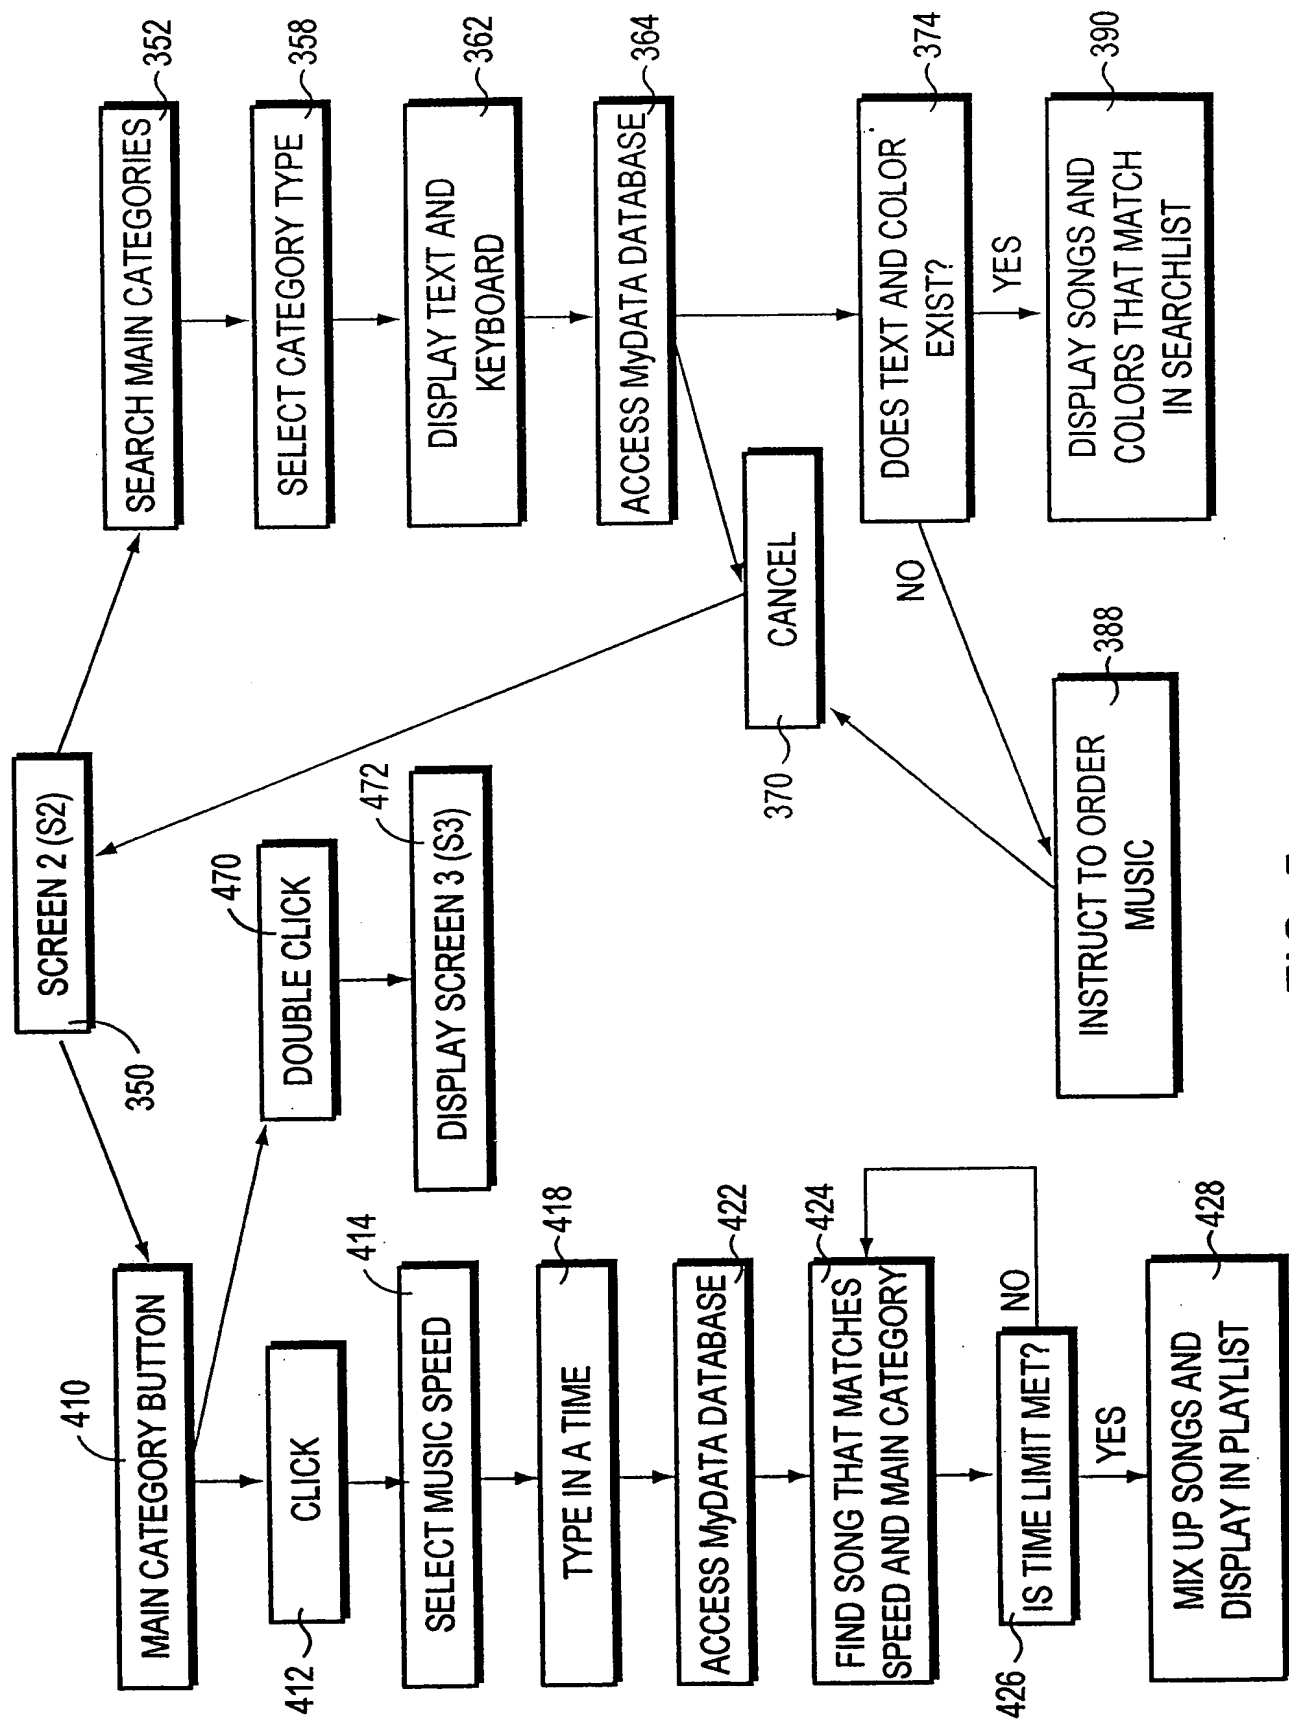 SCREEN 2 (S2)
350
MAIN CATEGORY BUTTON
410
CLICK
412
SELECT MUSIC SPEED
414
TYPE IN A TIME
418
ACCESS MyDATA DATABASE
422
FIND SONG THAT MATCHES
SPEED AND MAIN CATEGORY
424
IS TIME LIMIT MET?
426
NO
YES
MIX UP SONGS AND
DISPLAY IN PLAYLIST
428
DOUBLE CLICK
470
DISPLAY SCREEN 3 (S3)
472
SEARCH MAIN CATEGORIES
352
SELECT CATEGORY TYPE
358
DISPLAY TEXT AND
KEYBOARD
362
ACCESS MyDATA DATABASE
364
CANCEL
370
DOES TEXT AND COLOR
EXIST?
374
NO
YES
INSTRUCT TO ORDER
MUSIC
388
DISPLAY SONGS AND
COLORS THAT MATCH
IN SEARCHLIST
390